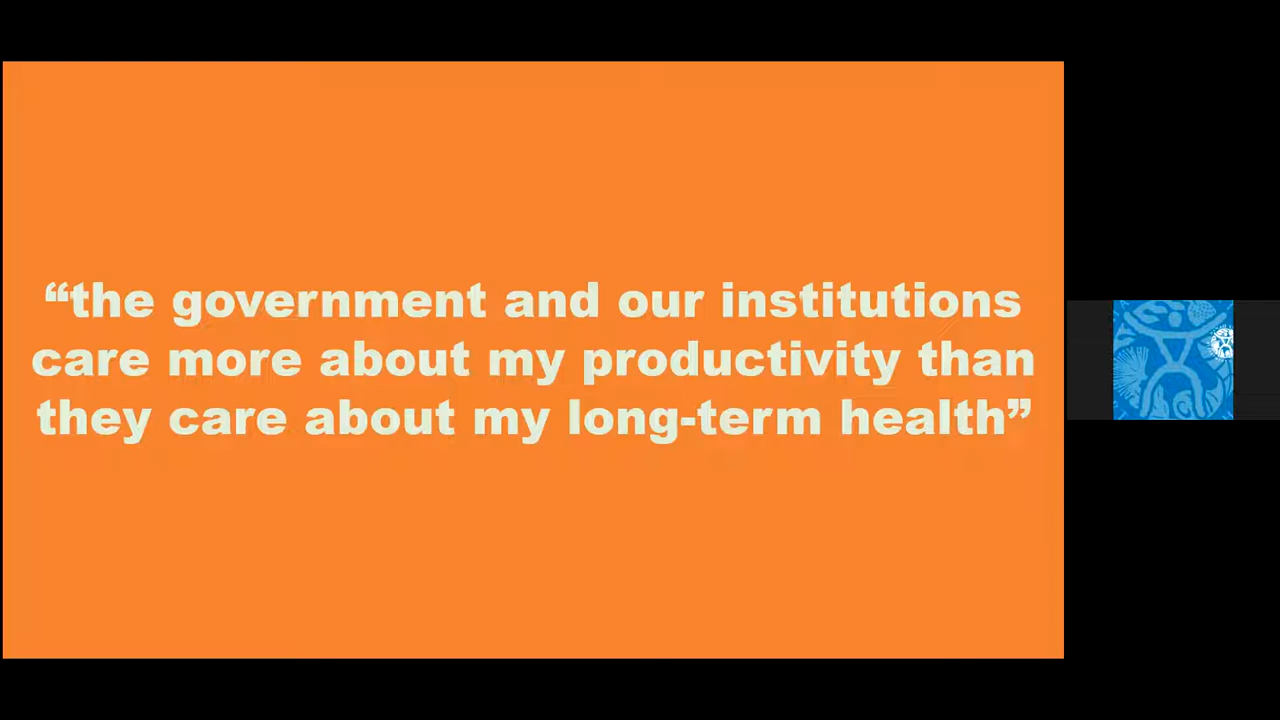 “the government and our institutions
care more about my productivity than
they care about my long-term health”